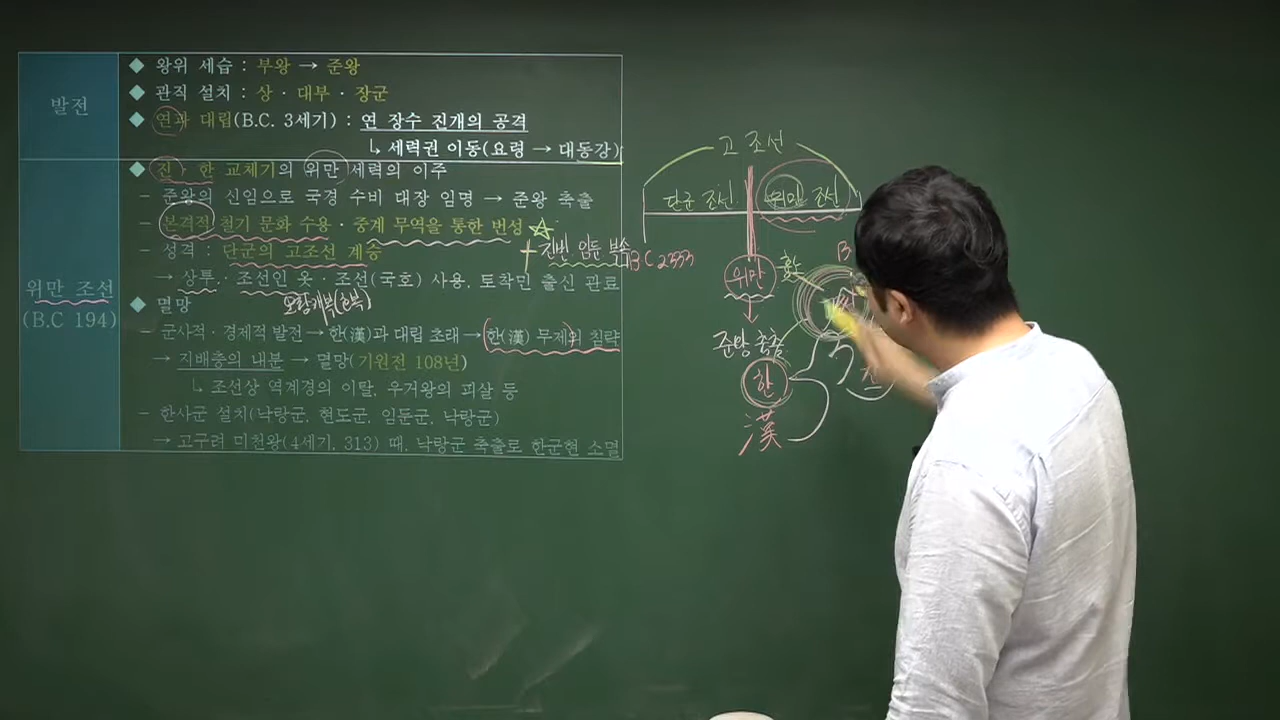 발전
◆ 왕위 세습 : 부왕 → 준왕
◆ 관직 설치 : 상 · 대부 · 장군
◆ 연과 대립(B.C. 3세기) : 연 장수 진개의 공격
↳ 세력권 이동(요령 → 대동강)
위만 조선
(B.C 194)
◆ 진 · 한 교체기의 위만 세력의 이주
- 준왕의 신임으로 국경 수비 대장 임명 → 준왕 축출
- 본격적 철기 문화 수용 · 중계 무역을 통한 번성 ☆
+ 진번 임둔 복속
- 성격 : 단군의 고조선 계승
→ 상투 · 조선인 옷 · 조선(국호) 사용, 토착민 출신 관료
◆ 멸망
- 군사적 · 경제적 발전 → 한(漢)과 대립 초래 → 한(漢) 무제의 침략
→ 지배층의 내분 → 멸망(기원전 108년)
↳ 조선상 역계경의 이탈, 우거왕의 피살 등
- 한사군 설치(낙랑군, 현도군, 임둔군, 낙랑군)
→ 고구려 미천왕(4세기, 313) 때, 낙랑군 축출로 한군현 소멸
고 조선
단군 조선
위만 조선
BC 2333
위만
흉노
B
준왕 축출
한
진
漢